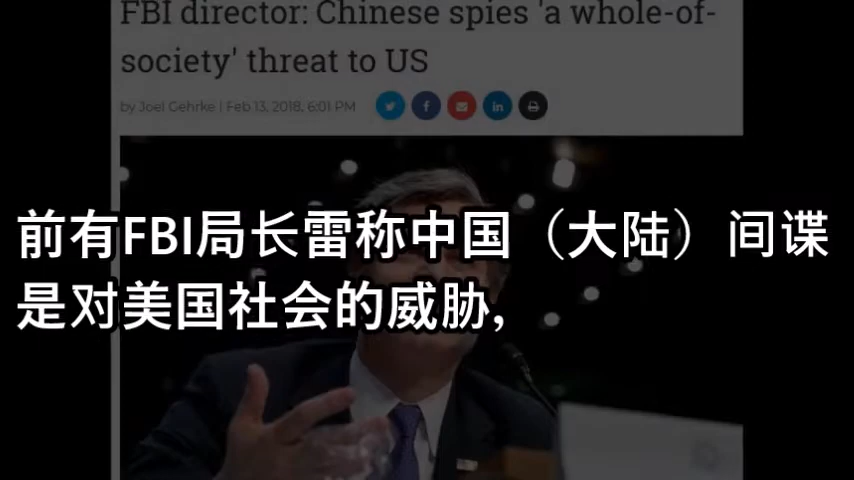 FBI director: Chinese spies 'a whole-of-
society' threat to US
by Joel Gehrke | Feb 13, 2018, 6:01 PM
前有FBI局长雷称中国（大陆）间谍
是对美国社会的威胁,